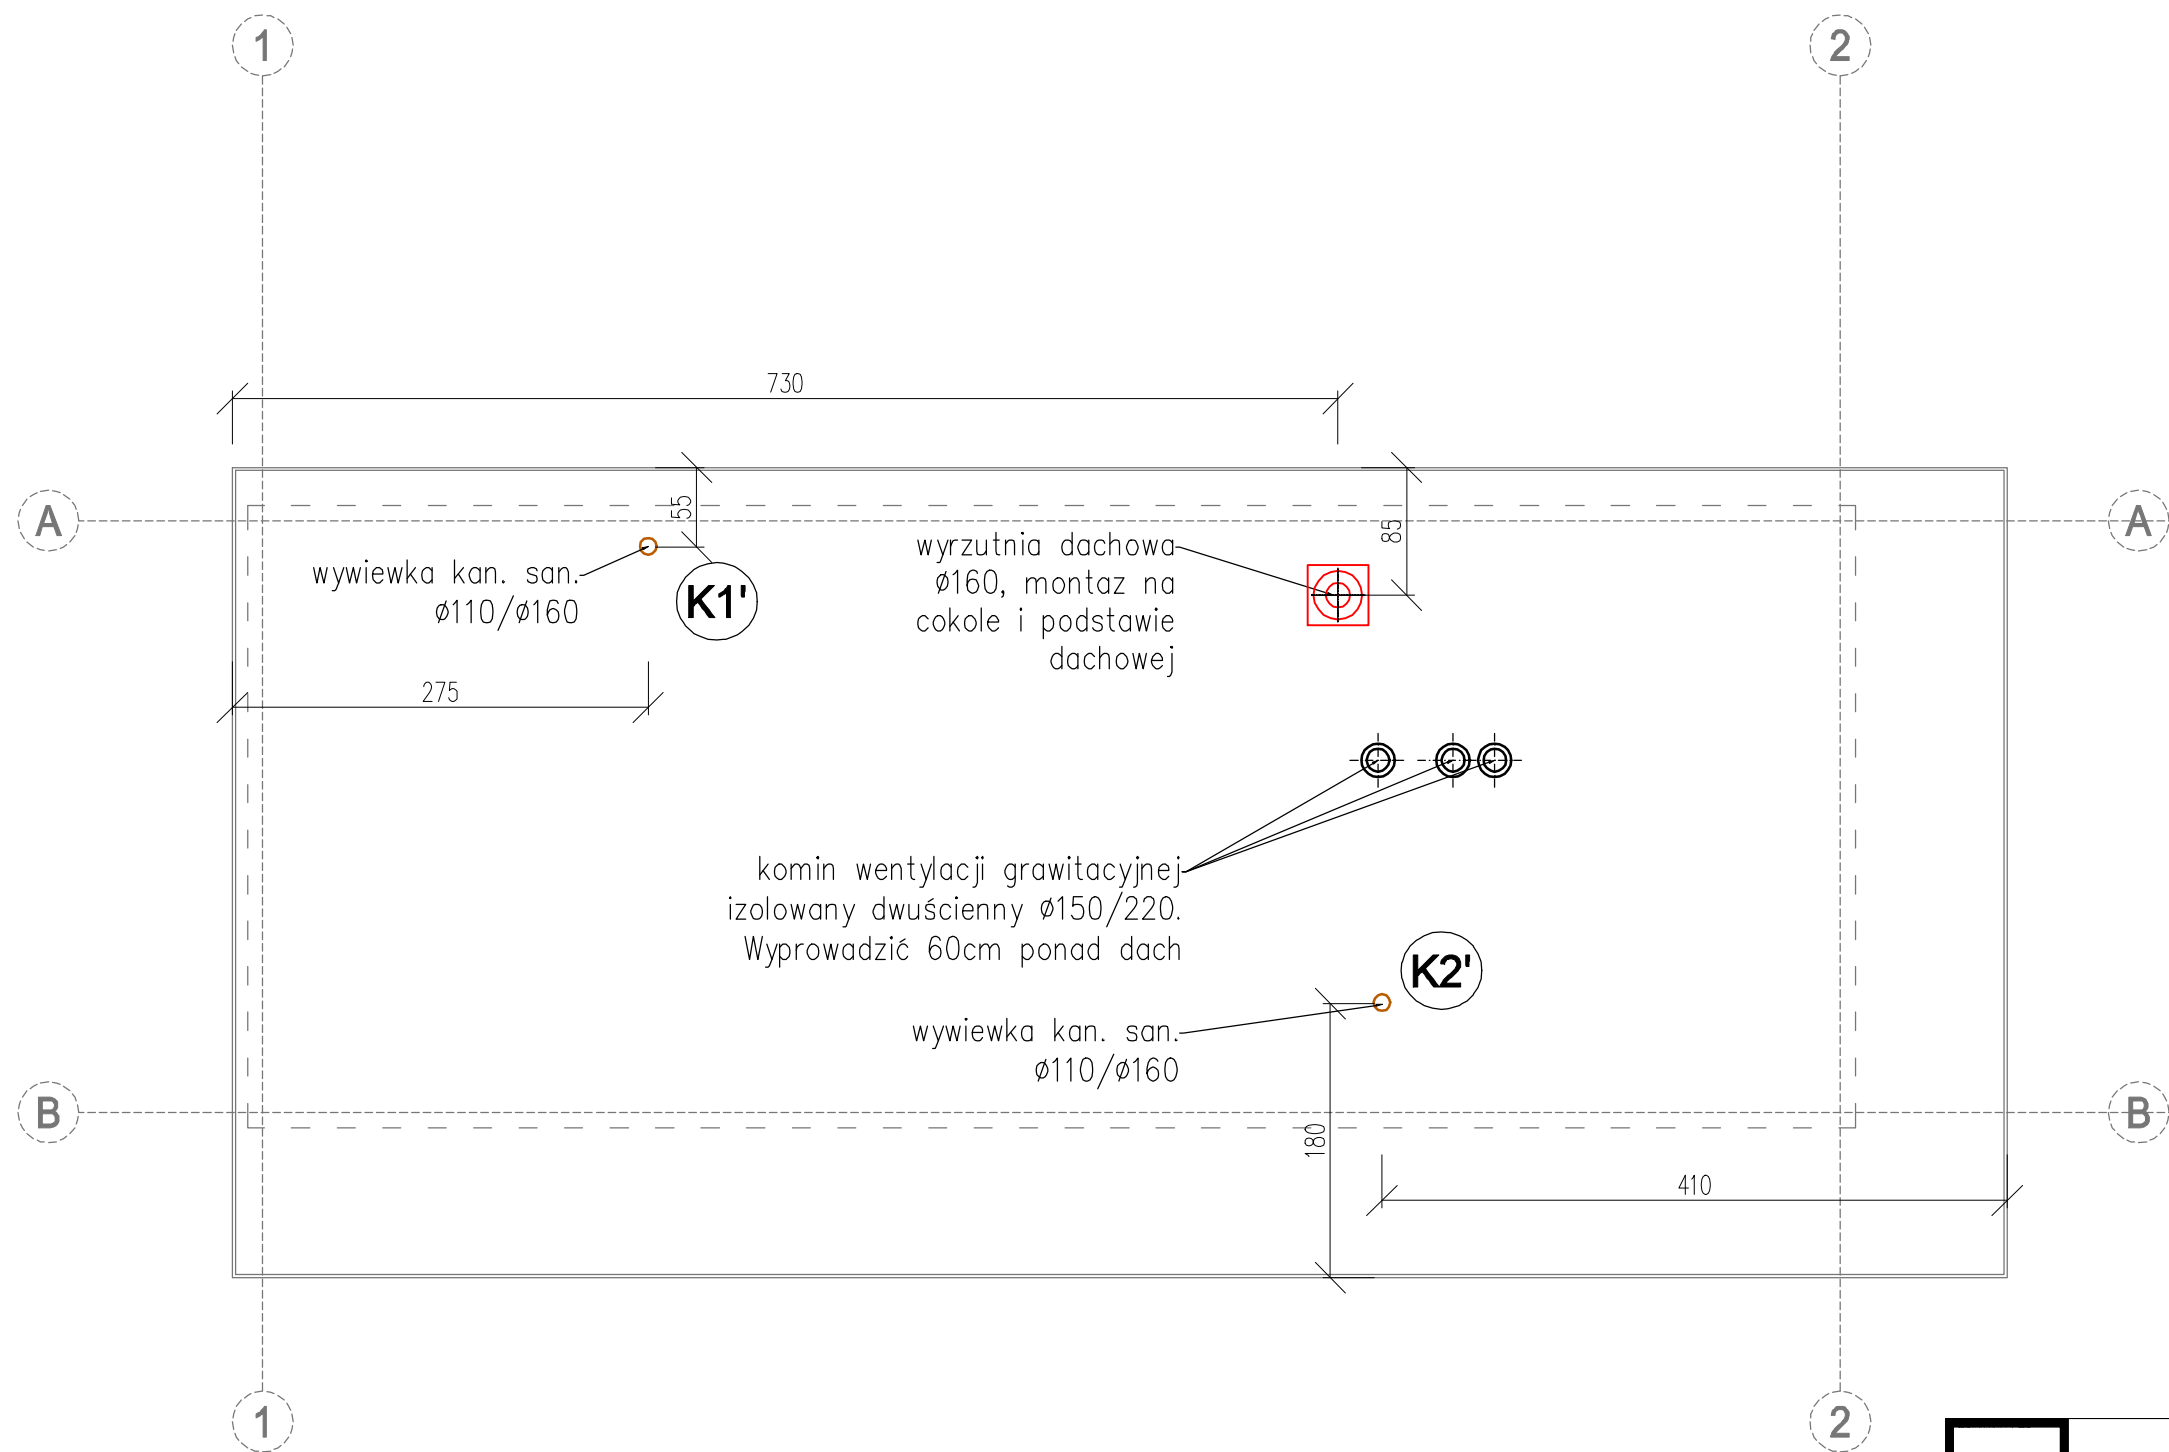 1
2
730
A
55
85
A
wywiewka kan. san.
ø110/ø160
K1'
wyrzutnia dachowa
ø160, montaz na
cokole i podstawie
dachowej
275
komin wentylacji grawitacyjnej
izolowany dwuścienny ø150/220.
Wyprowadzić 60cm ponad dach
K2'
wywiewka kan. san.
ø110/ø160
B
180
B
410
1
2